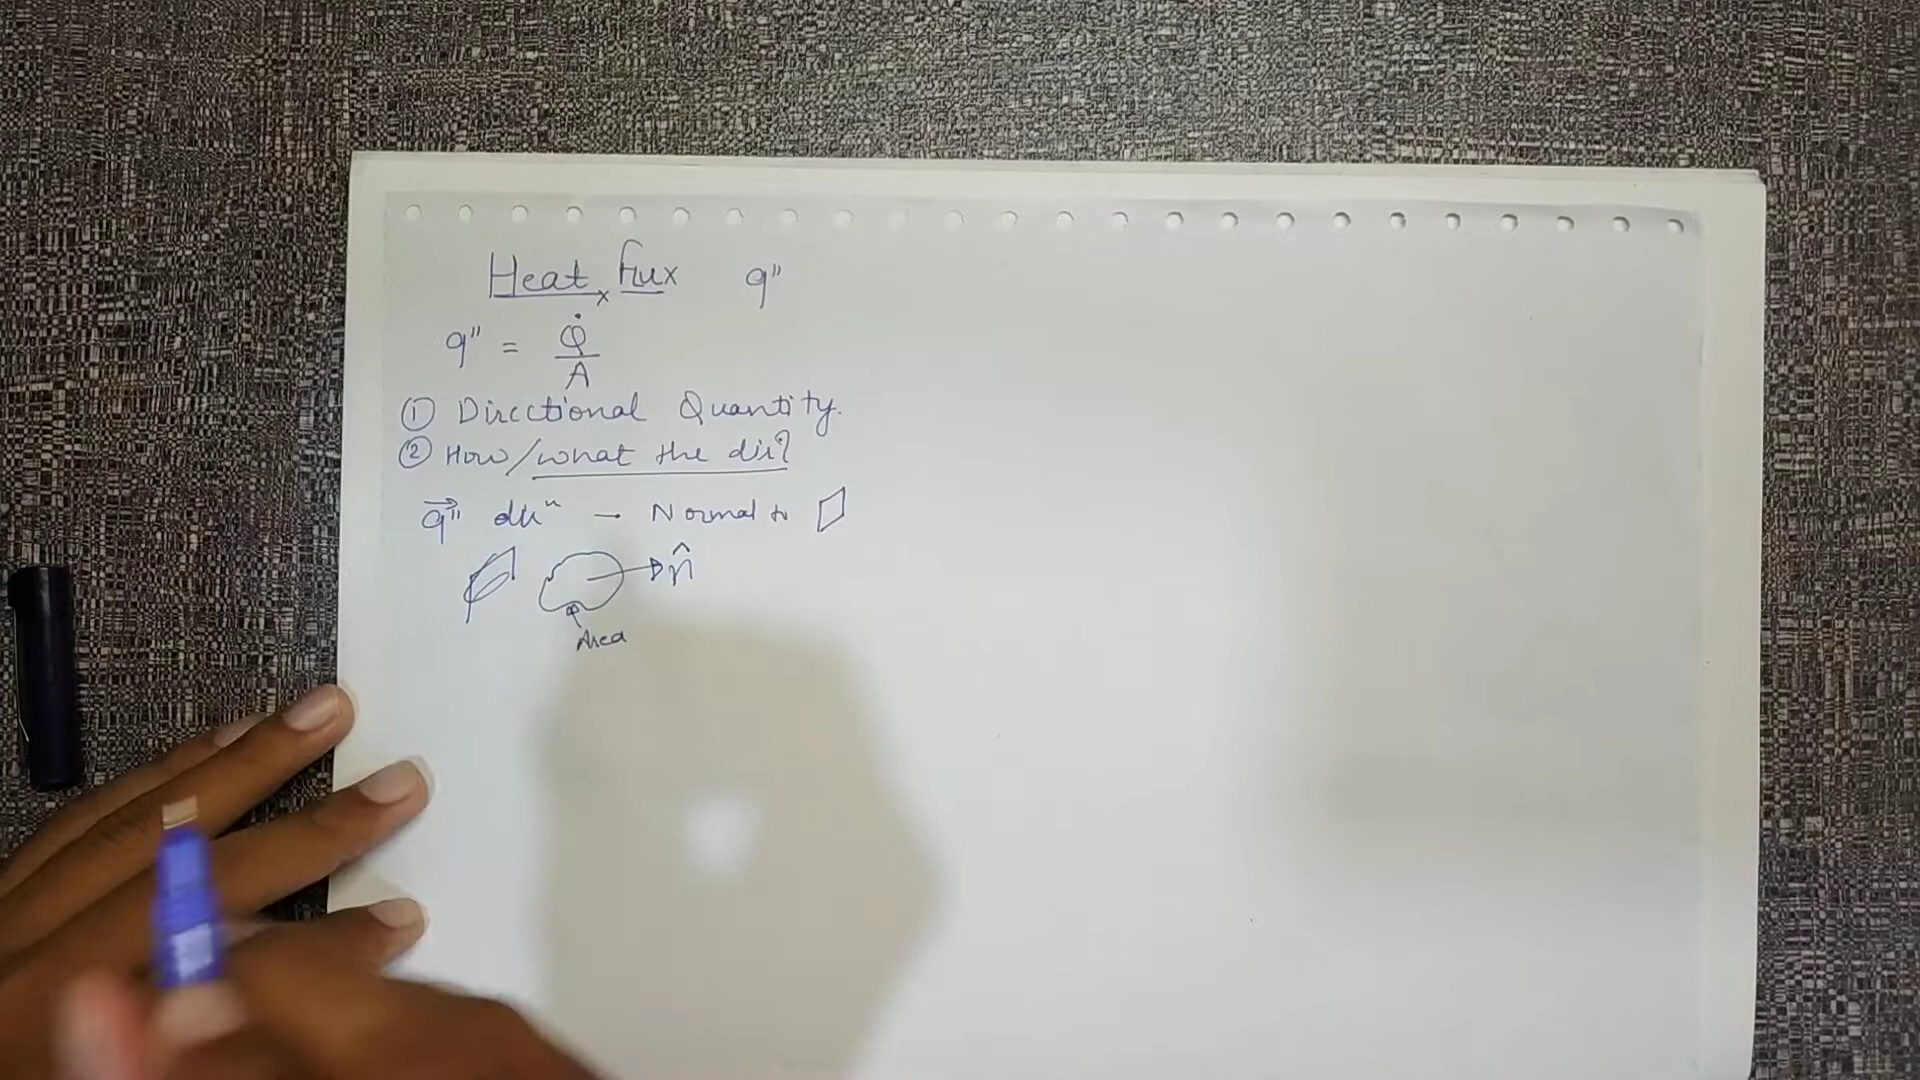 Heat Flux q"
q" = Q̇/A
① Directional Quantity.
② How/what the dir?
q⃗" dirⁿ — Normal to
n̂
Area